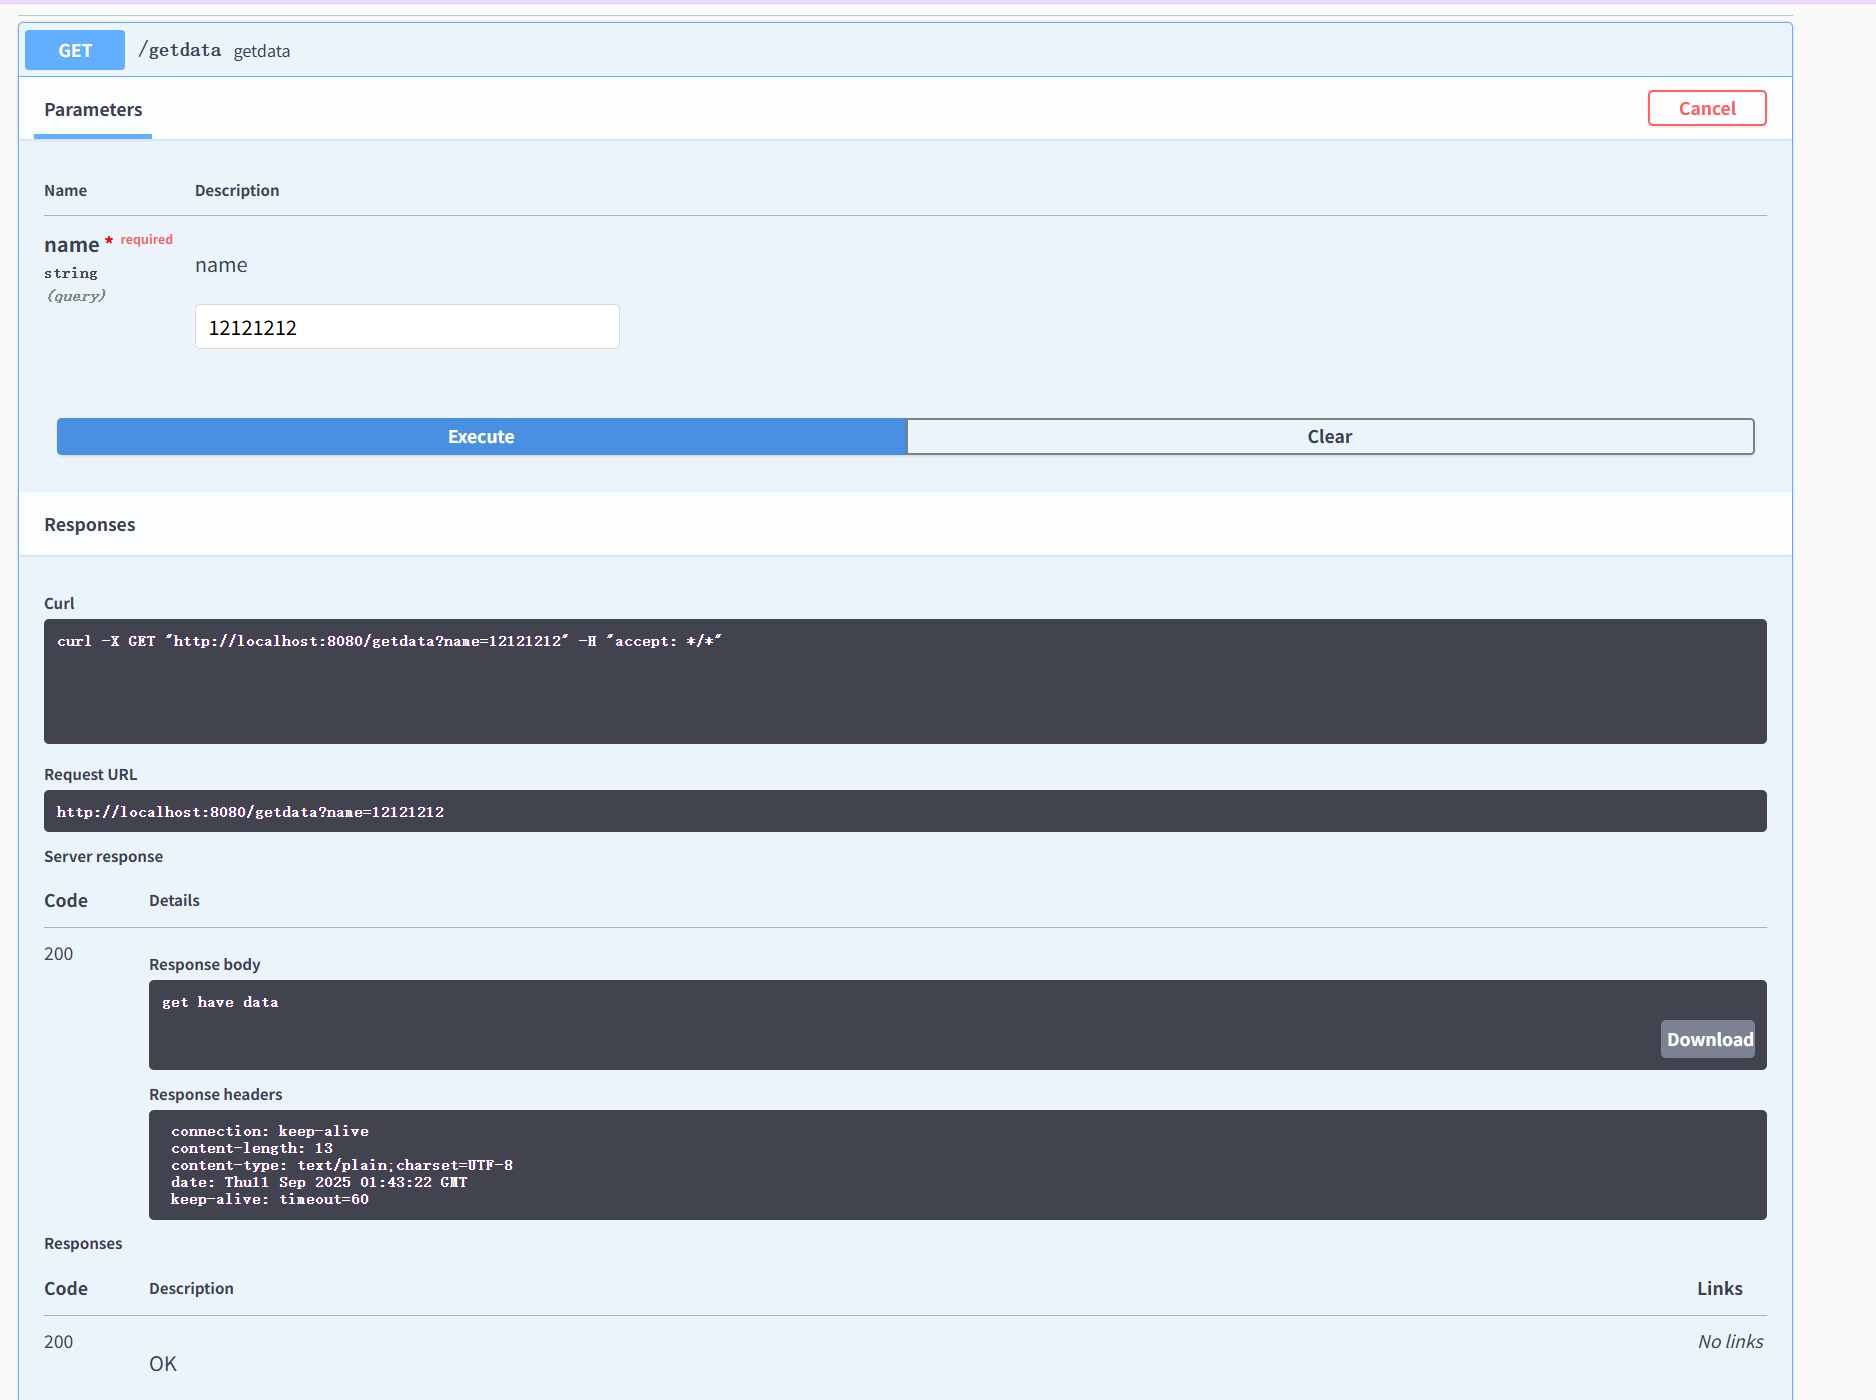 GET /getdata getdata
Parameters
Cancel
Name Description
name * required
string
(query)
name
12121212
Execute
Clear
Responses
Curl
curl -X GET "http://localhost:8080/getdata?name=12121212" -H "accept: */*"
Request URL
http://localhost:8080/getdata?name=12121212
Server response
Code Details
200
Response body
get have data
Download
Response headers
connection: keep-alive
content-length: 13
content-type: text/plain;charset=UTF-8
date: Thu11 Sep 2025 01:43:22 GMT
keep-alive: timeout=60
Responses
Code Description Links
200
OK
No links